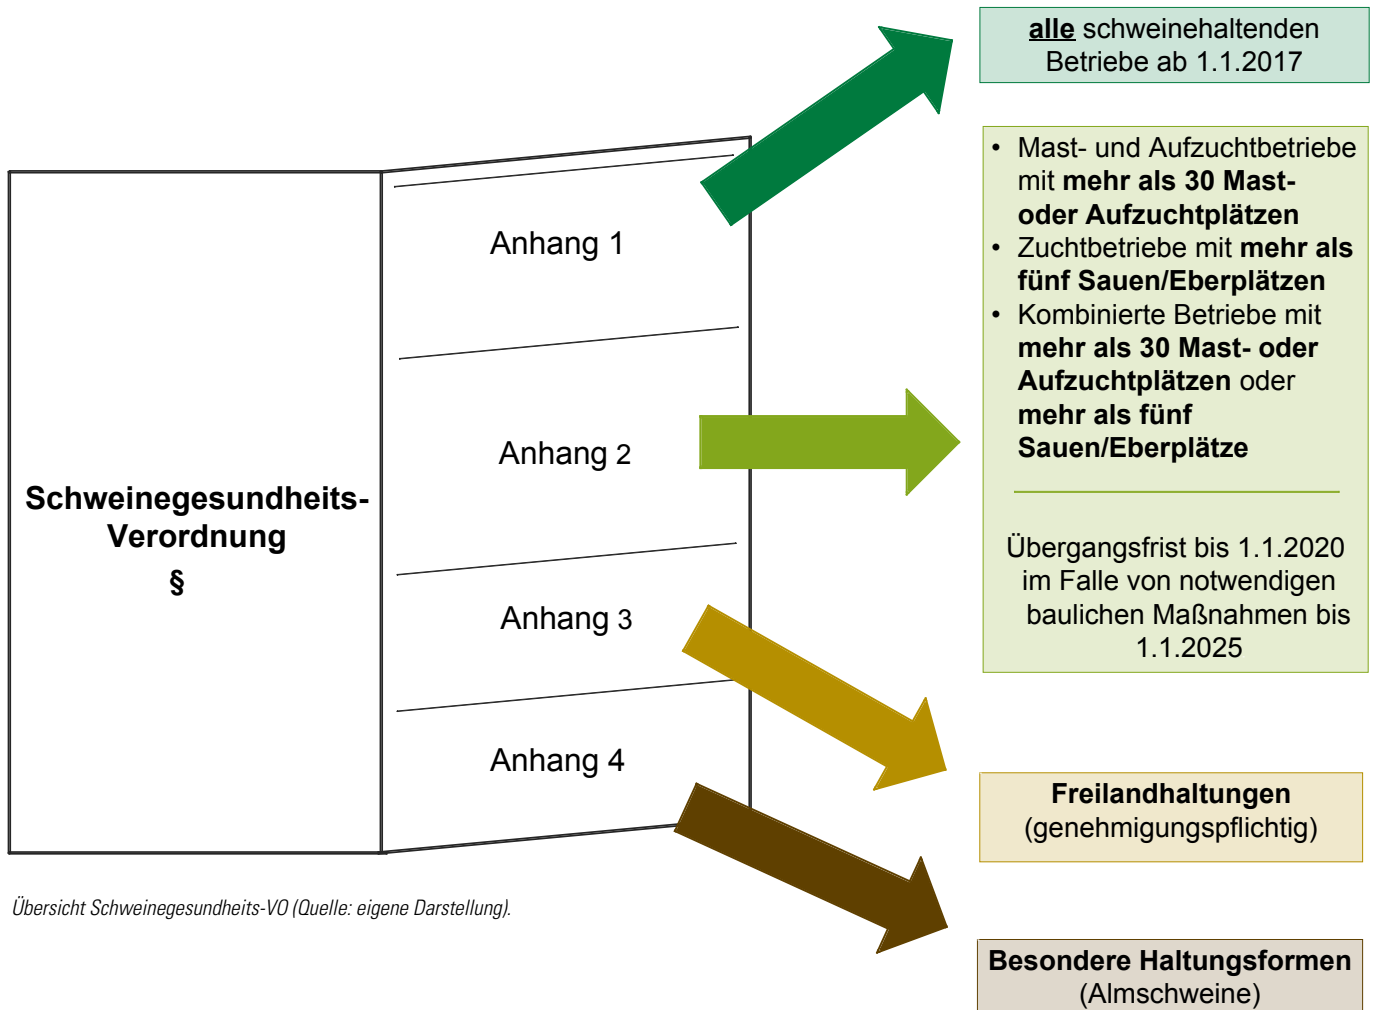 alle schweinehaltenden
Betriebe ab 1.1.2017
• Mast- und Aufzuchtbetriebe
mit mehr als 30 Mast-
oder Aufzuchtplätzen
• Zuchtbetriebe mit mehr als
fünf Sauen/Eberplätzen
• Kombinierte Betriebe mit
mehr als 30 Mast- oder
Aufzuchtplätzen oder
mehr als fünf
Sauen/Eberplätze
Übergangsfrist bis 1.1.2020
im Falle von notwendigen
baulichen Maßnahmen bis
1.1.2025
Anhang 1
Anhang 2
Anhang 3
Anhang 4
Schweinegesundheits-
Verordnung
§
Freilandhaltungen
(genehmigungspflichtig)
Besondere Haltungsformen
(Almschweine)
Übersicht Schweinegesundheits-VO (Quelle: eigene Darstellung).